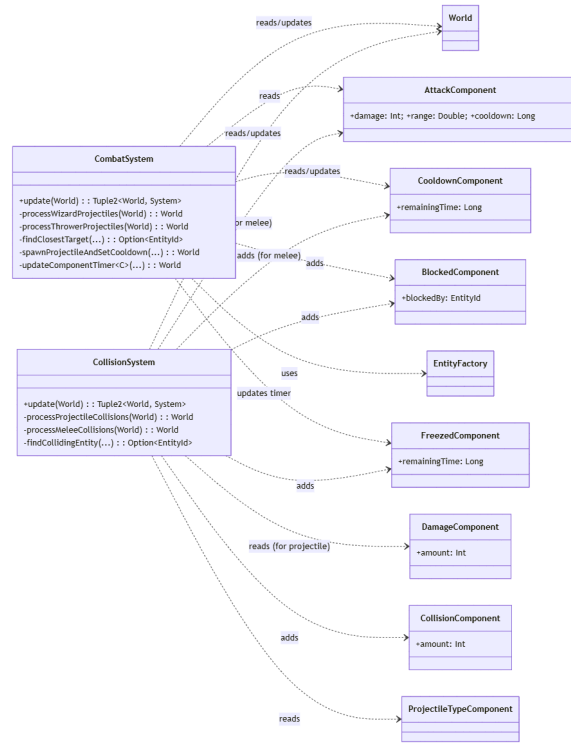 reads/updates
World
reads
AttackComponent
+damage: Int; +range: Double; +cooldown: Long
reads/updates
CombatSystem
+update(World) : : Tuple2<World, System>
-processWizardProjectiles(World) : : World
-processThrowerProjectiles(World) : : World
-findClosestTarget(...) : : Option<EntityId>
-spawnProjectileAndSetCooldown(...) : : World
-updateComponentTimer<C>(...) : : World
reads/updates
CooldownComponent
+remainingTime: Long
for melee)
adds (for melee)
adds
BlockedComponent
+blockedBy: EntityId
adds
CollisionSystem
+update(World) : : Tuple2<World, System>
-processProjectileCollisions(World) : : World
-processMeleeCollisions(World) : : World
-findCollidingEntity(...) : : Option<EntityId>
EntityFactory
uses
updates timer
FreezedComponent
+remainingTime: Long
adds
DamageComponent
+amount: Int
reads (for projectile)
CollisionComponent
+amount: Int
adds
ProjectileTypeComponent
reads